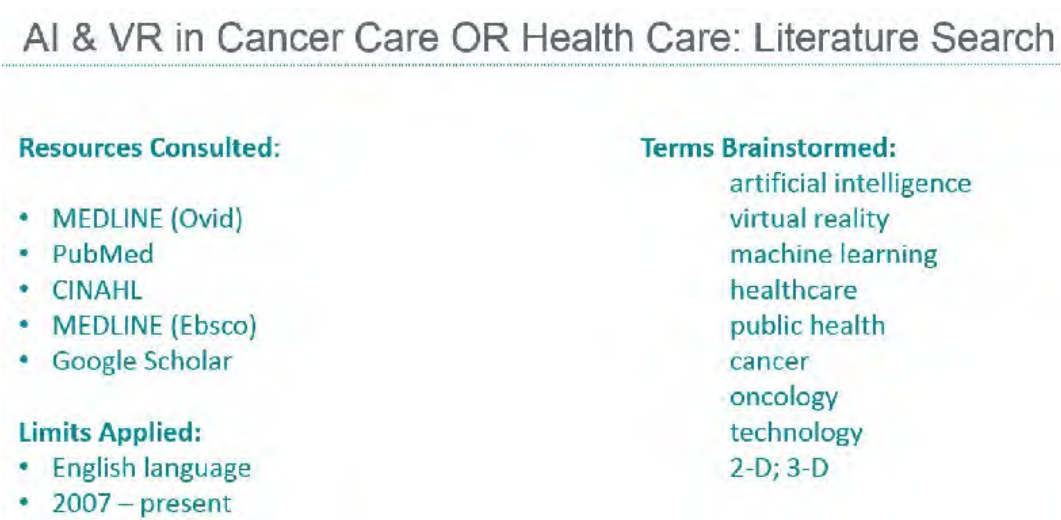 AI & VR in Cancer Care OR Health Care: Literature Search
Resources Consulted:
• MEDLINE (Ovid)
• PubMed
• CINAHL
• MEDLINE (Ebsco)
• Google Scholar
Limits Applied:
• English language
• 2007 – present
Terms Brainstormed:
artificial intelligence
virtual reality
machine learning
healthcare
public health
cancer
oncology
technology
2-D; 3-D